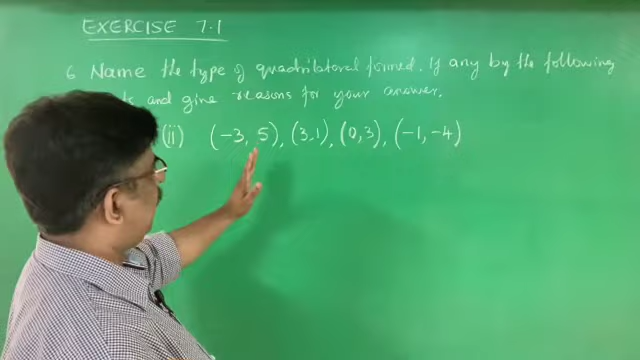 EXERCISE 7.1
6 Name the type of quadrilateral formed. If any by the following
and give reasons for your answer.
(ii) (-3, 5), (3,1), (0,3), (-1,-4)